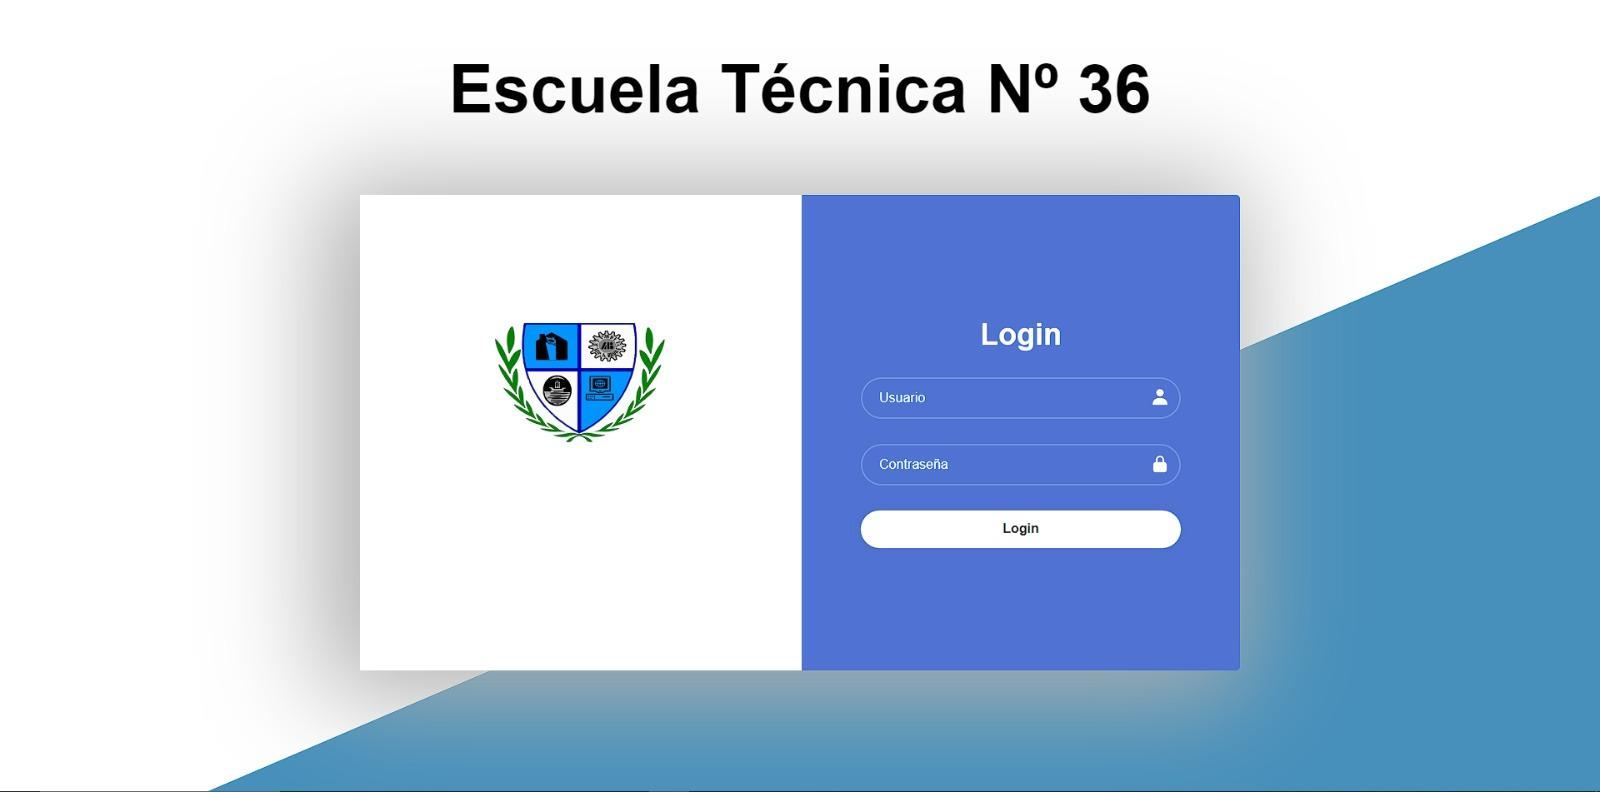 Escuela Técnica Nº 36
Login
Usuario
Contraseña
Login